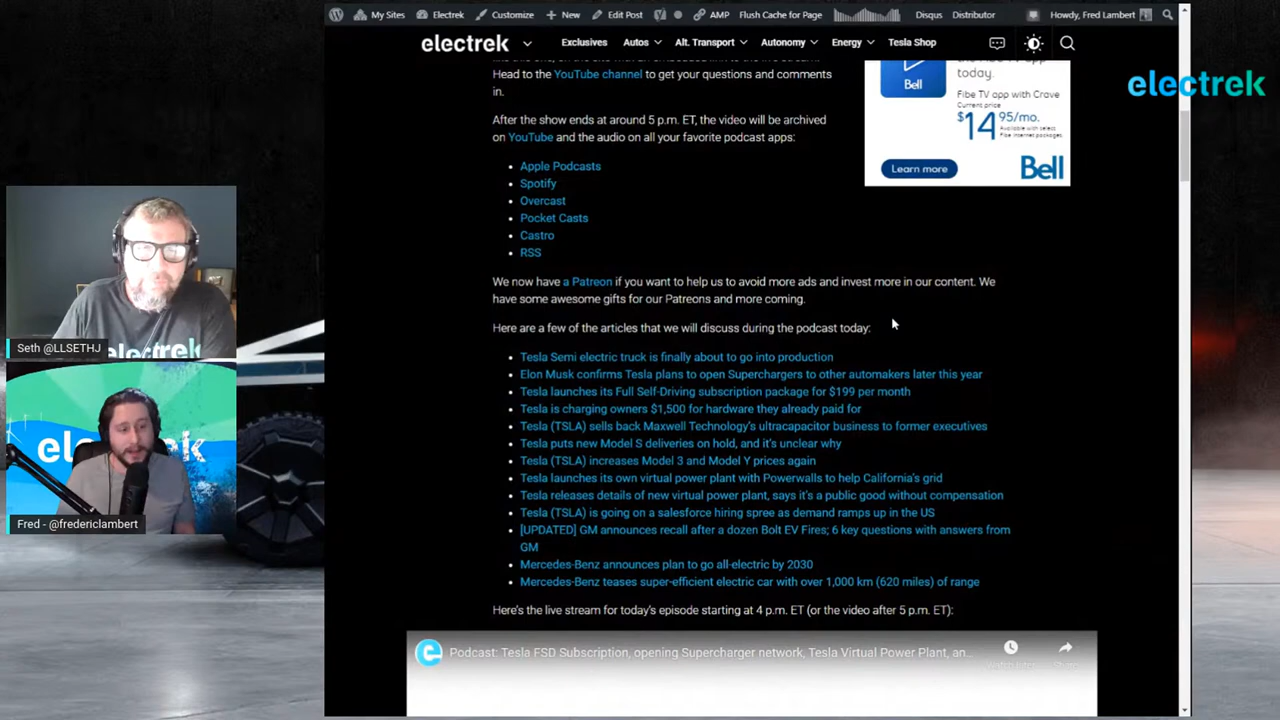 My Sites Electrek Customize New Edit Post AMP Flush Cache for Page Disqus Distributor Howdy, Fred Lambert
electrek Exclusives Autos Alt. Transport Autonomy Energy Tesla Shop
Head to the YouTube channel to get your questions and comments
in.
After the show ends at around 5 p.m. ET, the video will be archived
on YouTube and the audio on all your favorite podcast apps:
Apple Podcasts
Spotify
Overcast
Pocket Casts
Castro
RSS
We now have a Patreon if you want to help us to avoid more ads and invest more in our content. We
have some awesome gifts for our Patreons and more coming.
Here are a few of the articles that we will discuss during the podcast today:
Tesla Semi electric truck is finally about to go into production
Elon Musk confirms Tesla plans to open Superchargers to other automakers later this year
Tesla launches its Full Self-Driving subscription package for $199 per month
Tesla is charging owners $1,500 for hardware they already paid for
Tesla (TSLA) sells back Maxwell Technology's ultracapacitor business to former executives
Tesla puts new Model S deliveries on hold, and it's unclear why
Tesla (TSLA) increases Model 3 and Model Y prices again
Tesla launches its own virtual power plant with Powerwalls to help California's grid
Tesla releases details of new virtual power plant, says it's a public good without compensation
Tesla (TSLA) is going on a salesforce hiring spree as demand ramps up in the US
[UPDATED] GM announces recall after a dozen Bolt EV Fires; 6 key questions with answers from
GM
Mercedes-Benz announces plan to go all-electric by 2030
Mercedes-Benz teases super-efficient electric car with over 1,000 km (620 miles) of range
Here's the live stream for today's episode starting at 4 p.m. ET (or the video after 5 p.m. ET):
Podcast: Tesla FSD Subscription, opening Supercharger network, Tesla Virtual Power Plant, an...
Share
today.
Bell
Fibe TV app with Crave
Current price
$14 95/mo.
Available with select
Fibe Internet packages.
Learn more
Bell
electrek
electrek
Seth @LLSETHJ
Fred - @fredericlambert